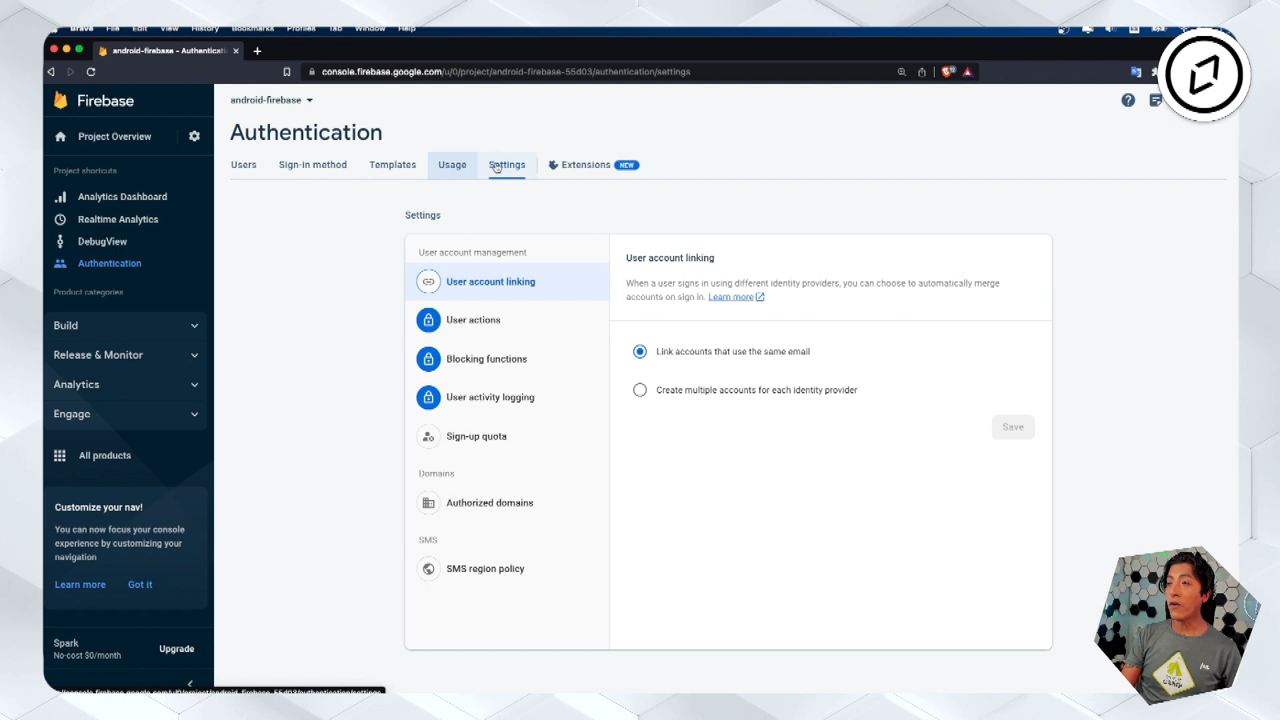 Brave File Edit View History Bookmarks Profiles Tab Window Help
android-firebase - Authenticati
console.firebase.google.com/u/0/project/android-firebase-55d03/authentication/settings
Firebase
android-firebase
Project Overview
Authentication
Users Sign-in method Templates Usage Settings Extensions NEW
Project shortcuts
Analytics Dashboard
Realtime Analytics
DebugView
Authentication
Product categories
Build
Release & Monitor
Analytics
Engage
All products
Customize your nav!
You can now focus your console
experience by customizing your
navigation
Learn more Got it
Spark
No-cost $0/month
Upgrade
Settings
User account management
User account linking
User actions
Blocking functions
User activity logging
Sign-up quota
Domains
Authorized domains
SMS
SMS region policy
User account linking
When a user signs in using different identity providers, you can choose to automatically merge
accounts on sign in. Learn more
Link accounts that use the same email
Create multiple accounts for each identity provider
Save